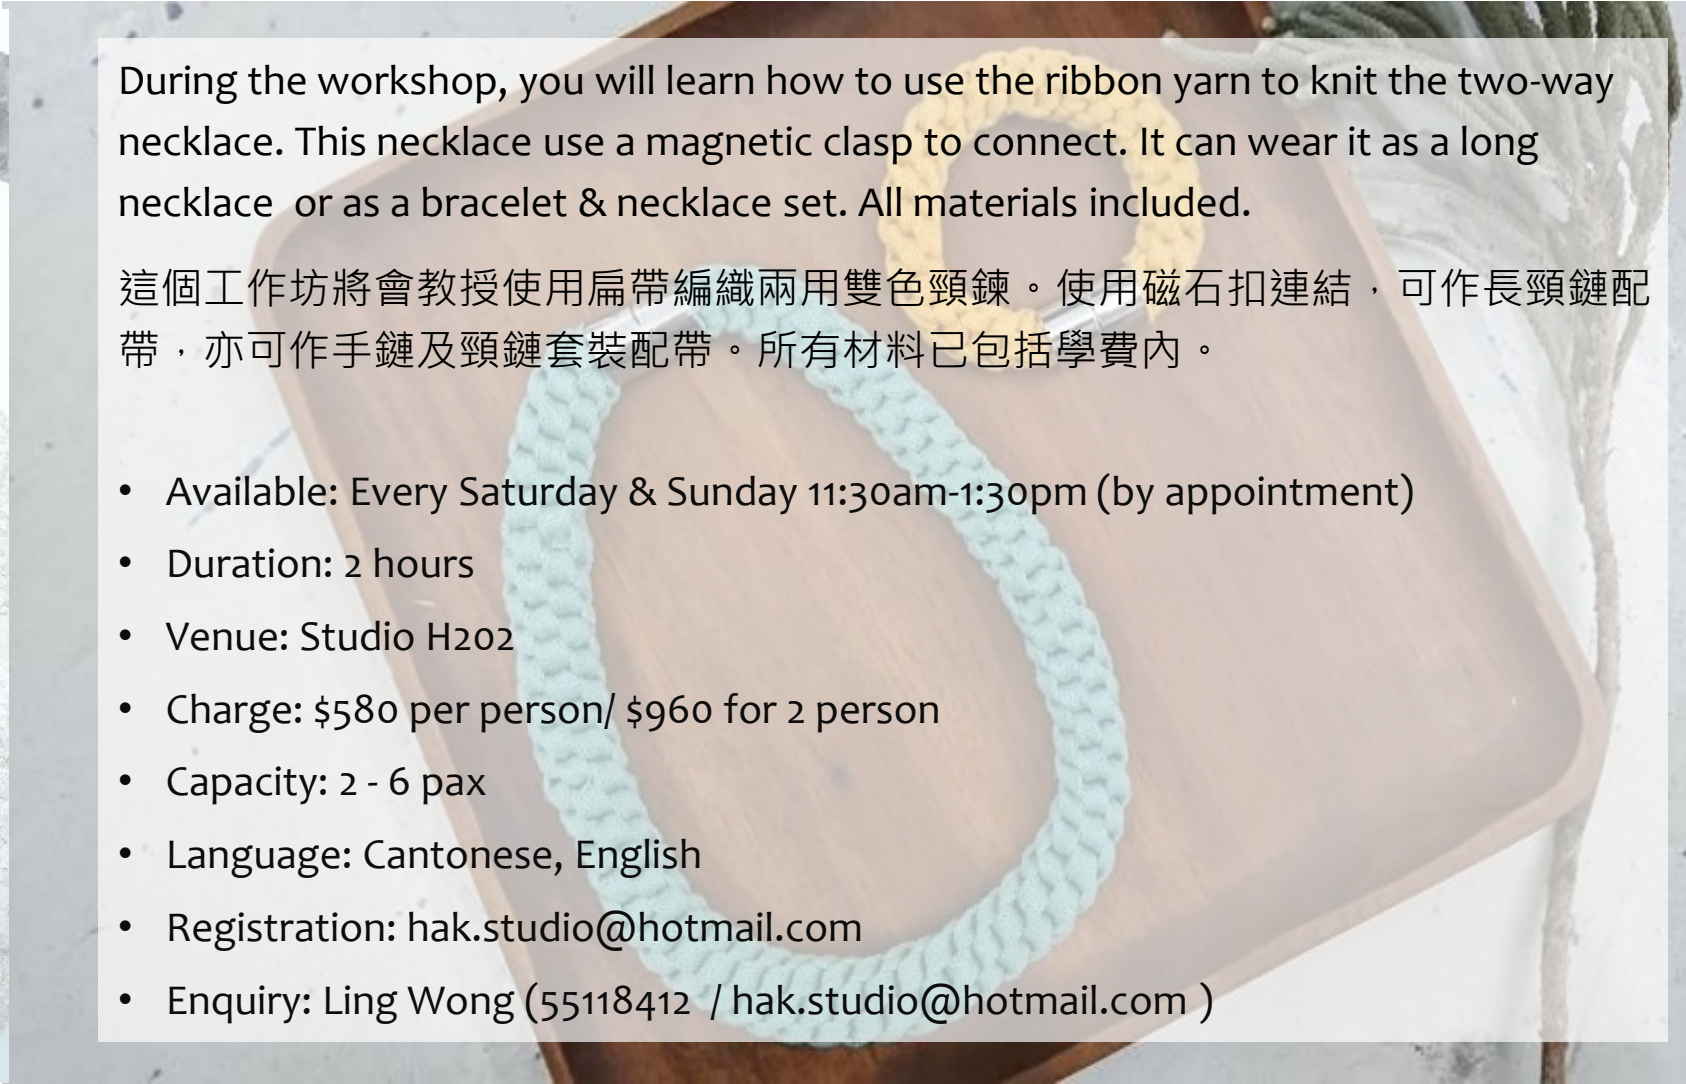 During the workshop, you will learn how to use the ribbon yarn to knit the two-way
necklace. This necklace use a magnetic clasp to connect. It can wear it as a long
necklace or as a bracelet & necklace set. All materials included.
這個工作坊將會教授使用扁帶編織兩用雙色頸鍊。使用磁石扣連結，可作長頸鏈配
帶，亦可作手鏈及頸鏈套裝配帶。所有材料已包括學費內。
• Available: Every Saturday & Sunday 11:30am-1:30pm (by appointment)
• Duration: 2 hours
• Venue: Studio H202
• Charge: $580 per person/ $960 for 2 person
• Capacity: 2 - 6 pax
• Language: Cantonese, English
• Registration: hak.studio@hotmail.com
• Enquiry: Ling Wong (55118412 / hak.studio@hotmail.com )